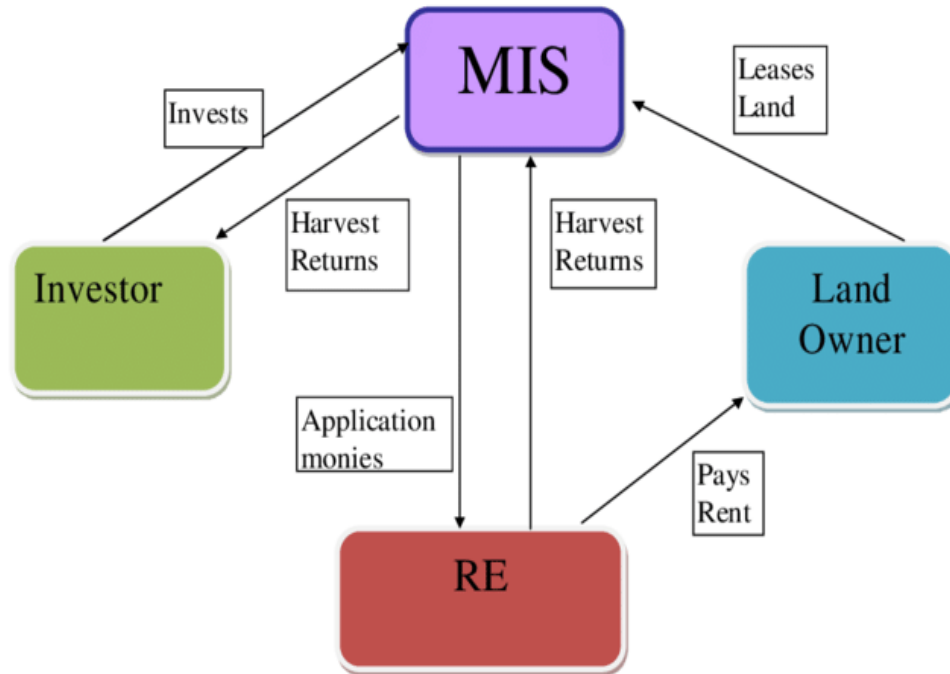 MIS
Leases
Land
Invests
Harvest
Returns
Harvest
Returns
Investor
Land
Owner
Application
monies
Pays
Rent
RE